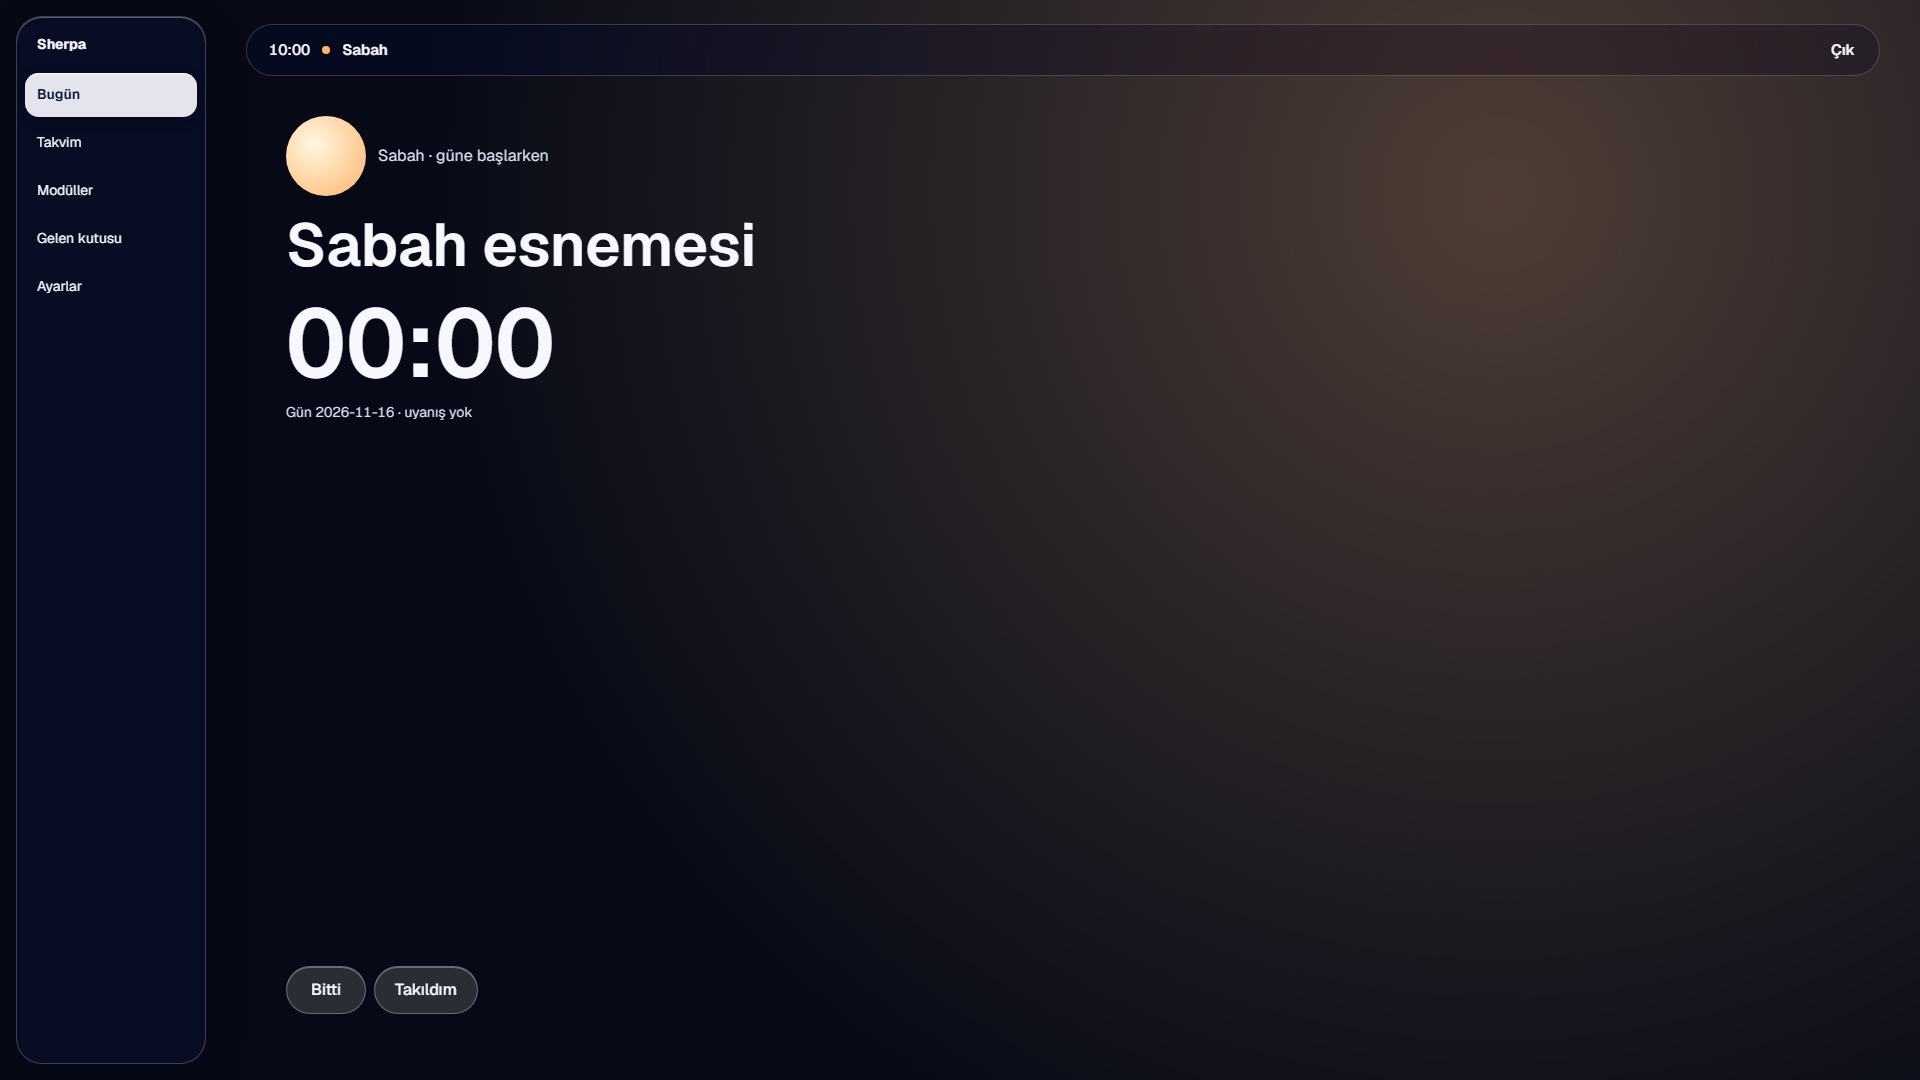 Sherpa
Bugün
Takvim
Modüller
Gelen kutusu
Ayarlar
10:00 Sabah
Çık
Sabah · güne başlarken
Sabah esnemesi
00:00
Gün 2026-11-16 · uyanış yok
Bitti
Takıldım